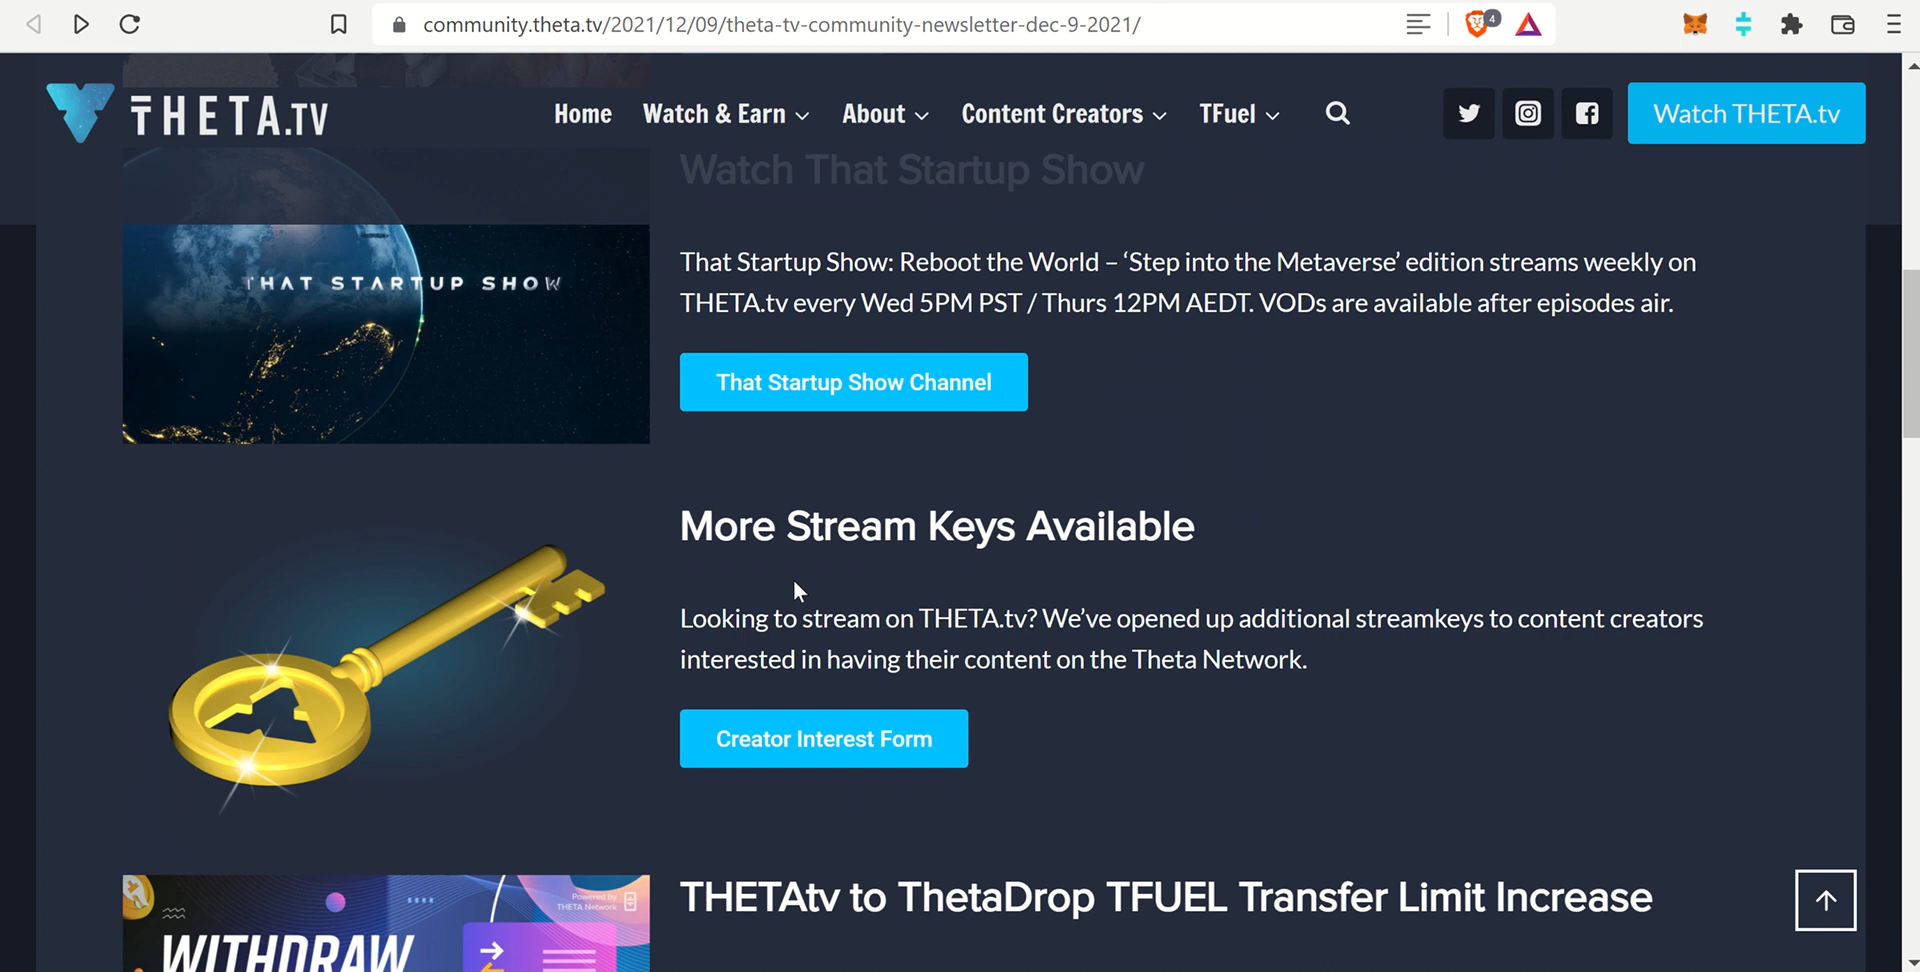 community.theta.tv/2021/12/09/theta-tv-community-newsletter-dec-9-2021/
4
THETA.TV
Home Watch & Earn About Content Creators TFuel
Watch THETA.tv
Watch That Startup Show
THAT STARTUP SHOW
That Startup Show: Reboot the World – ‘Step into the Metaverse’ edition streams weekly on
THETA.tv every Wed 5PM PST / Thurs 12PM AEDT. VODs are available after episodes air.
That Startup Show Channel
More Stream Keys Available
Looking to stream on THETA.tv? We’ve opened up additional streamkeys to content creators
interested in having their content on the Theta Network.
Creator Interest Form
Powered by
THETA Network
WITHDRAW
THETAtv to ThetaDrop TFUEL Transfer Limit Increase